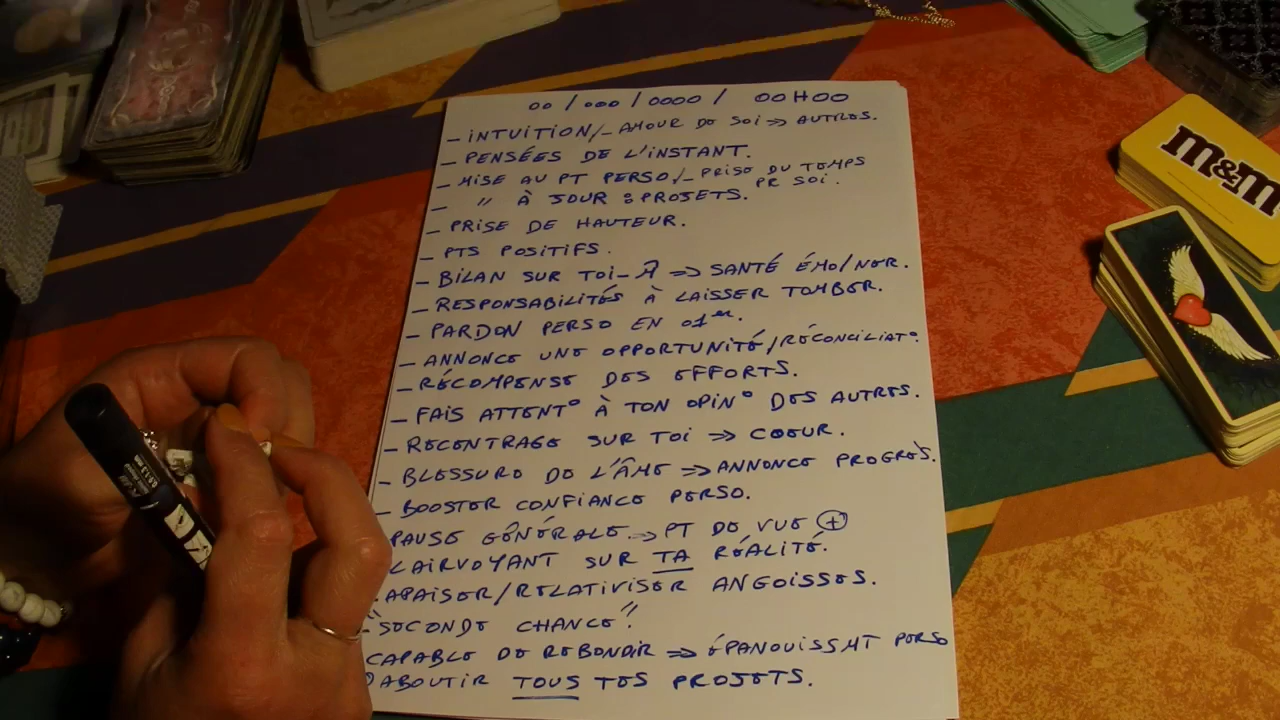 00 / 000 / 0000 / 00H00
- INTUITION/- AMOUR DE SOI => AUTRES.
- PENSÉES DE L'INSTANT.
- MISE AU PT PERSO/- PRISE DU TEMPS PR SOI.
- " À JOUR : PROJETS.
- PRISE DE HAUTEUR.
- PTS POSITIFS.
- BILAN SUR TOI- => SANTÉ ÉMO/NER.
- RESPONSABILITÉS À LAISSER TOMBER.
- PARDON PERSO EN 01er.
- ANNONCE UNE OPPORTUNITÉ/RÉCONCILIAT°.
- RÉCOMPENSE DES EFFORTS.
- FAIS ATTENT° À TON OPIN° DES AUTRES.
- RECENTRAGE SUR TOI => COEUR.
- BLESSURE DE L'ÂME => ANNONCE PROGRÈS.
- BOOSTER CONFIANCE PERSO.
PAUSE GÉNÉRALE => PT DE VUE (+)
CLAIRVOYANT SUR TA RÉALITÉ.
APAISER/RELATIVISER ANGOISSES.
- "SECONDE CHANCE".
CAPABLE DE REBONDIR => ÉPANOUISSMT PERSO
ABOUTIR TOUS TES PROJETS.
M&M